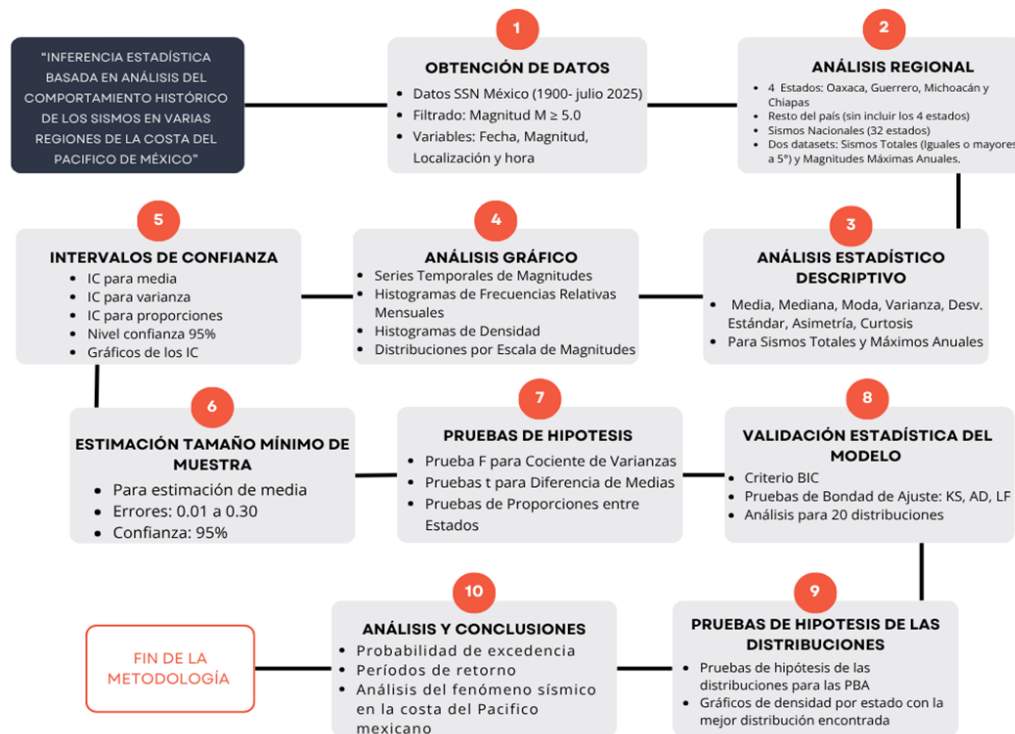 “INFERENCIA ESTADÍSTICA
BASADA EN ANÁLISIS DEL
COMPORTAMIENTO HISTÓRICO
DE LOS SISMOS EN VARIAS
REGIONES DE LA COSTA DEL
PACIFICO DE MÉXICO”
1
OBTENCIÓN DE DATOS
• Datos SSN México (1900- julio 2025)
• Filtrado: Magnitud M ≥ 5.0
• Variables: Fecha, Magnitud,
Localización y hora
2
ANÁLISIS REGIONAL
• 4 Estados: Oaxaca, Guerrero, Michoacán y
Chiapas
• Resto del país (sin incluir los 4 estados)
• Sismos Nacionales (32 estados)
• Dos datasets: Sismos Totales (Iguales o mayores
a 5°) y Magnitudes Máximas Anuales.
3
ANÁLISIS ESTADÍSTICO
DESCRIPTIVO
• Media, Mediana, Moda, Varianza, Desv.
Estándar, Asimetría, Curtosis
• Para Sismos Totales y Máximos Anuales
4
ANÁLISIS GRÁFICO
• Series Temporales de Magnitudes
• Histogramas de Frecuencias Relativas
Mensuales
• Histogramas de Densidad
• Distribuciones por Escala de Magnitudes
5
INTERVALOS DE CONFIANZA
• IC para media
• IC para varianza
• IC para proporciones
• Nivel confianza 95%
• Gráficos de los IC
6
ESTIMACIÓN TAMAÑO MÍNIMO DE
MUESTRA
• Para estimación de media
• Errores: 0.01 a 0.30
• Confianza: 95%
7
PRUEBAS DE HIPOTESIS
• Prueba F para Cociente de Varianzas
• Pruebas t para Diferencia de Medias
• Pruebas de Proporciones entre
Estados
8
VALIDACIÓN ESTADÍSTICA DEL
MODELO
• Criterio BIC
• Pruebas de Bondad de Ajuste: KS, AD, LF
• Análisis para 20 distribuciones
9
PRUEBAS DE HIPOTESIS DE LAS
DISTRIBUCIONES
• Pruebas de hipótesis de las
distribuciones para las PBA
• Gráficos de densidad por estado con la
mejor distribución encontrada
10
ANÁLISIS Y CONCLUSIONES
• Probabilidad de excedencia
• Períodos de retorno
• Análisis del fenómeno sísmico
en la costa del Pacifico
mexicano
FIN DE LA
METODOLOGÍA